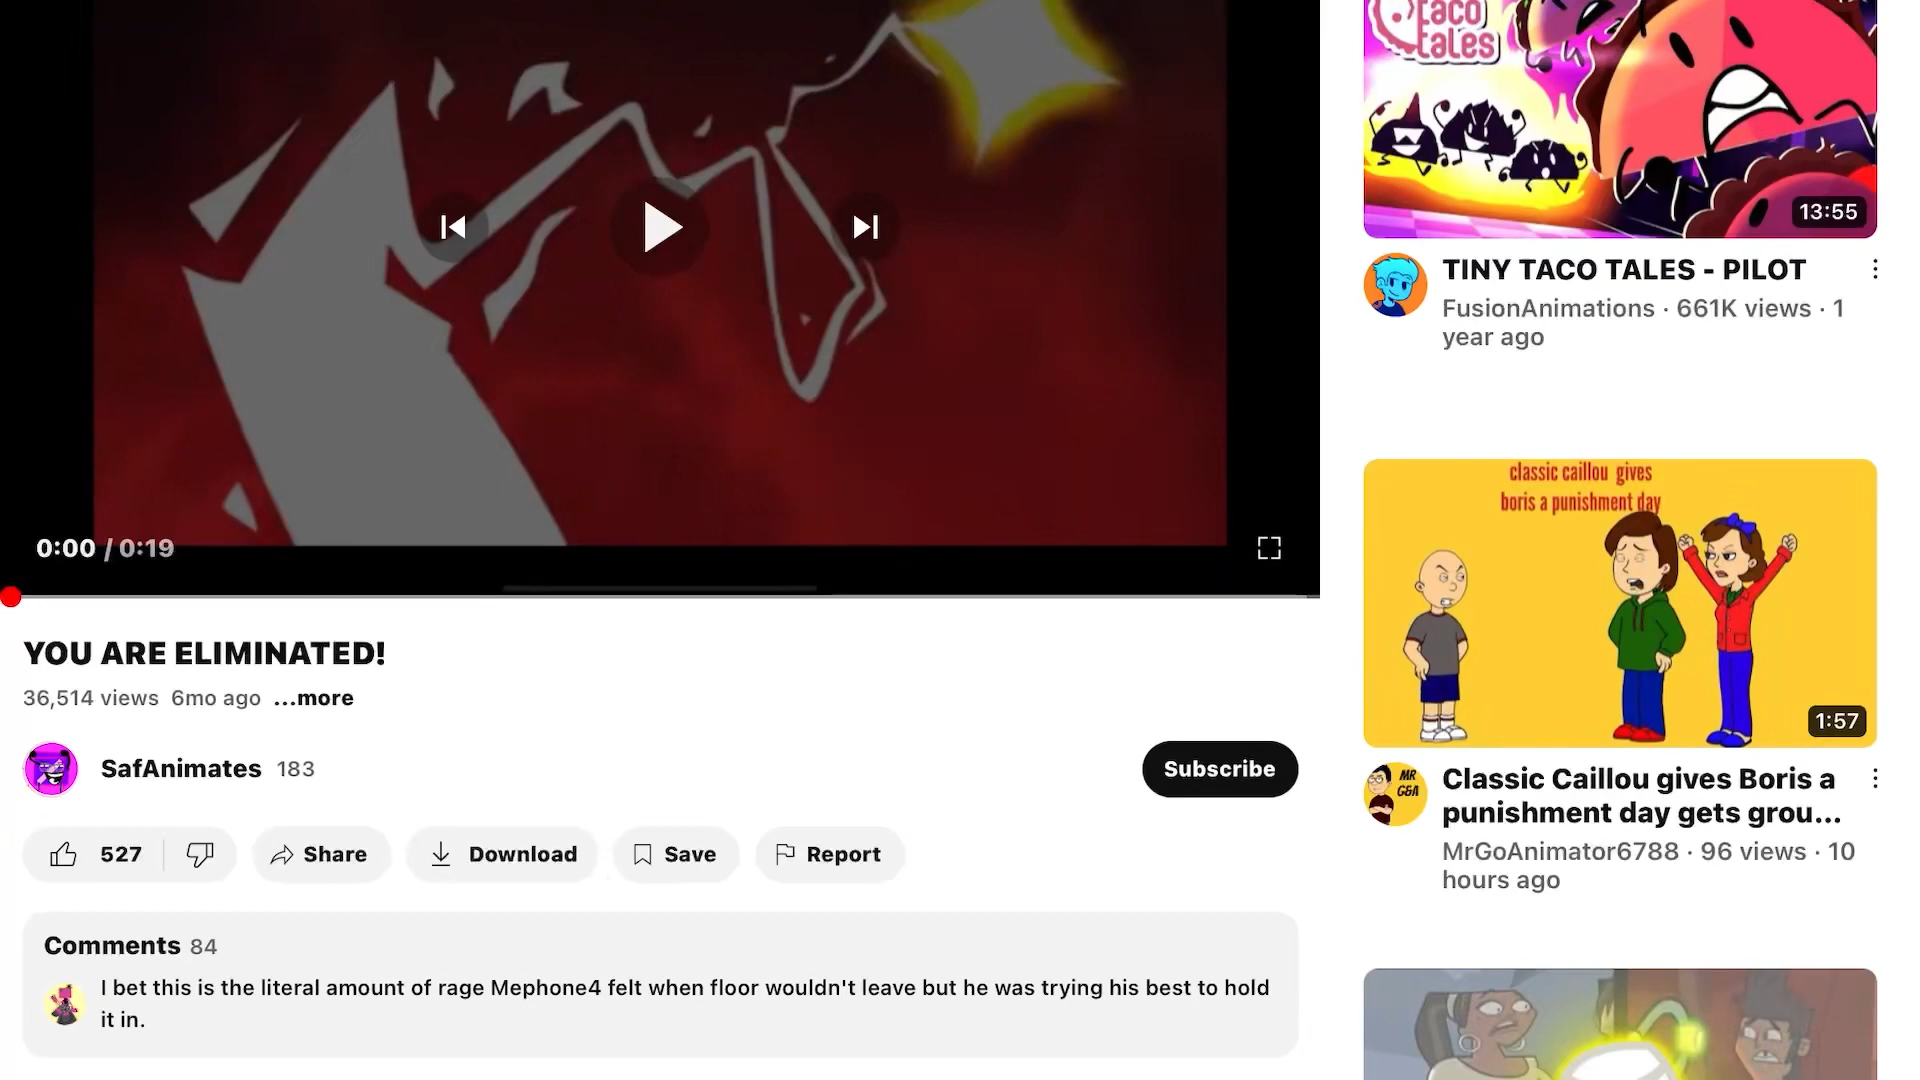 0:00 / 0:19
YOU ARE ELIMINATED!
36,514 views 6mo ago ...more
SafAnimates 183
Subscribe
527
Share
Download
Save
Report
Comments 84
I bet this is the literal amount of rage Mephone4 felt when floor wouldn't leave but he was trying his best to hold
it in.
taco
tales
13:55
TINY TACO TALES - PILOT
FusionAnimations · 661K views · 1
year ago
classic caillou gives
boris a punishment day
1:57
MR
G&A
Classic Caillou gives Boris a
punishment day gets grou...
MrGoAnimator6788 · 96 views · 10
hours ago